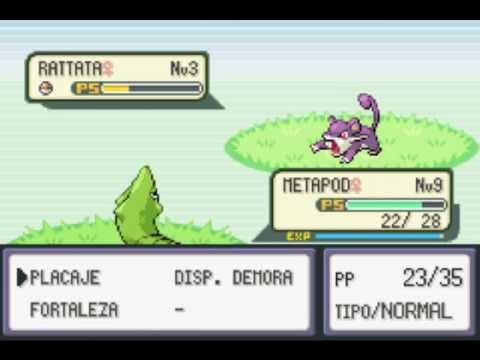 RATTATA♀ Nv3
PS
METAPOD♀ Nv9
PS
22/ 28
EXP
PLACAJE DISP. DEMORA
FORTALEZA -
PP 23/35
TIPO/NORMAL